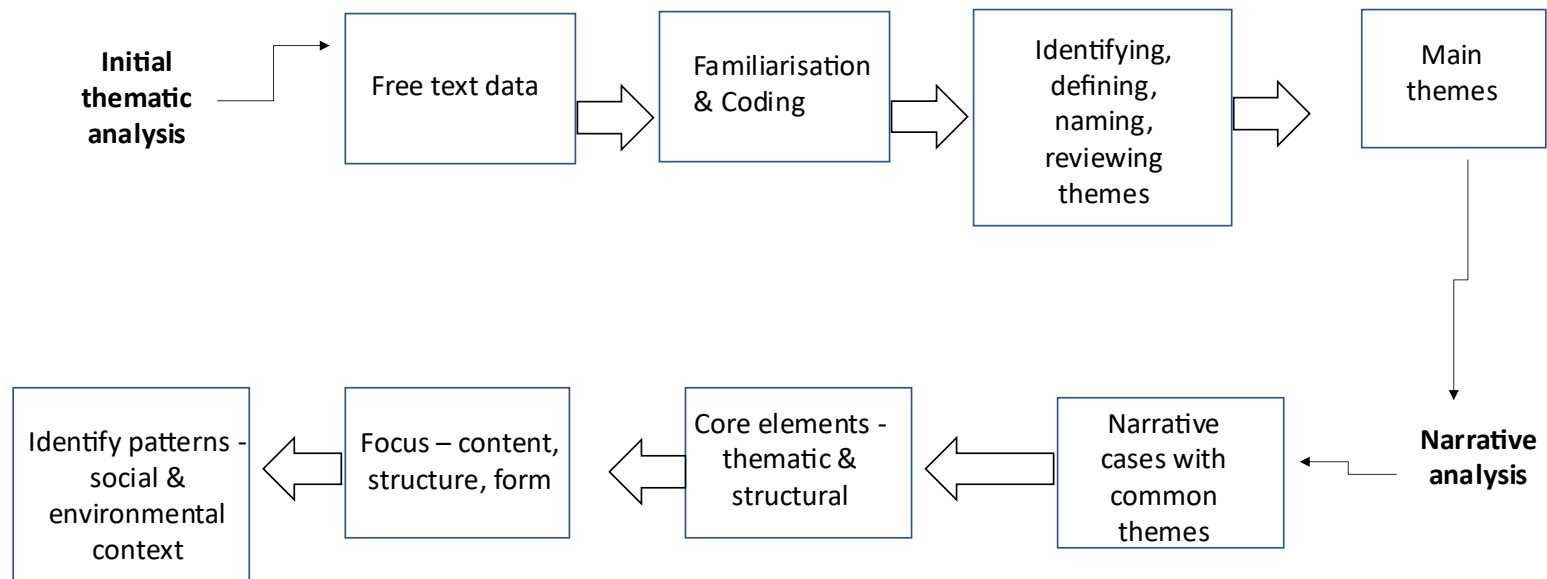 Initial
thematic
analysis
Free text data
Familiarisation
& Coding
Identifying,
defining,
naming,
reviewing
themes
Main
themes
Narrative
analysis
Narrative
cases with
common
themes
Core elements -
thematic &
structural
Focus – content,
structure, form
Identify patterns -
social &
environmental
context